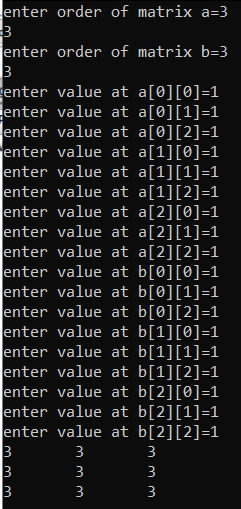 enter order of matrix a=3
3
enter order of matrix b=3
3
enter value at a[0][0]=1
enter value at a[0][1]=1
enter value at a[0][2]=1
enter value at a[1][0]=1
enter value at a[1][1]=1
enter value at a[1][2]=1
enter value at a[2][0]=1
enter value at a[2][1]=1
enter value at a[2][2]=1
enter value at b[0][0]=1
enter value at b[0][1]=1
enter value at b[0][2]=1
enter value at b[1][0]=1
enter value at b[1][1]=1
enter value at b[1][2]=1
enter value at b[2][0]=1
enter value at b[2][1]=1
enter value at b[2][2]=1
3 3 3
3 3 3
3 3 3